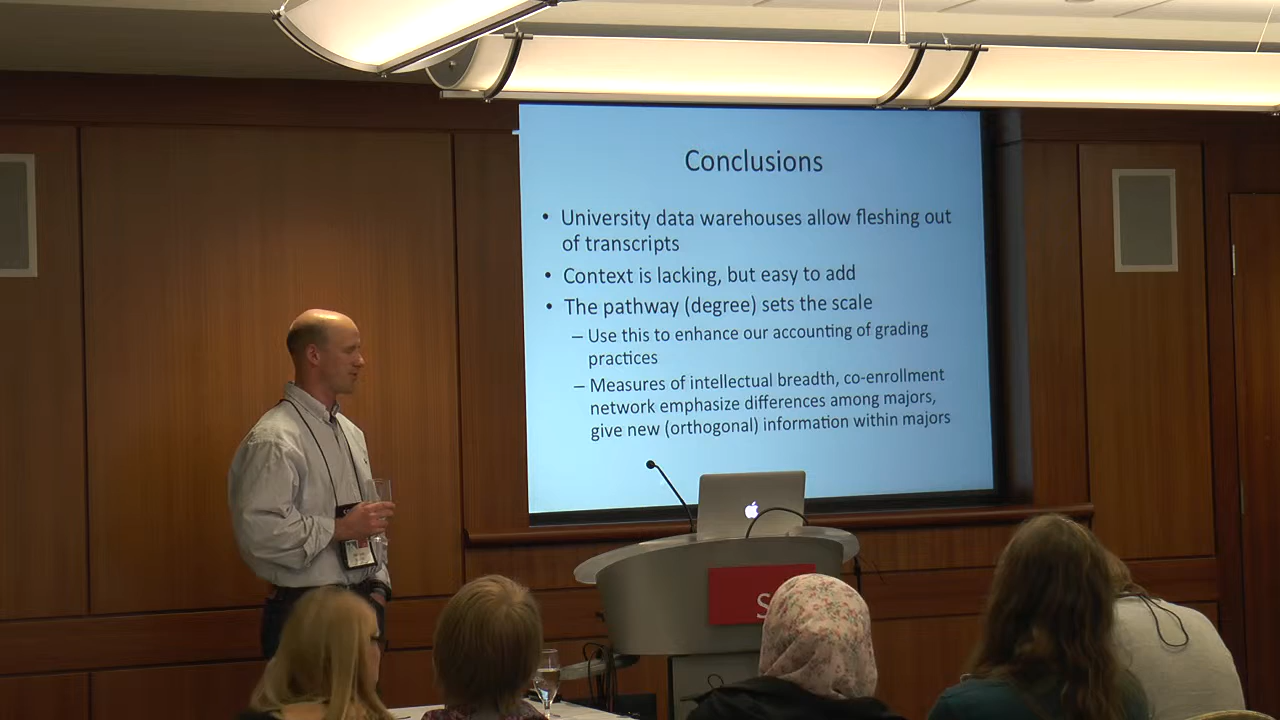 Conclusions
• University data warehouses allow fleshing out
of transcripts
• Context is lacking, but easy to add
• The pathway (degree) sets the scale
– Use this to enhance our accounting of grading
practices
– Measures of intellectual breadth, co-enrollment
network emphasize differences among majors,
give new (orthogonal) information within majors